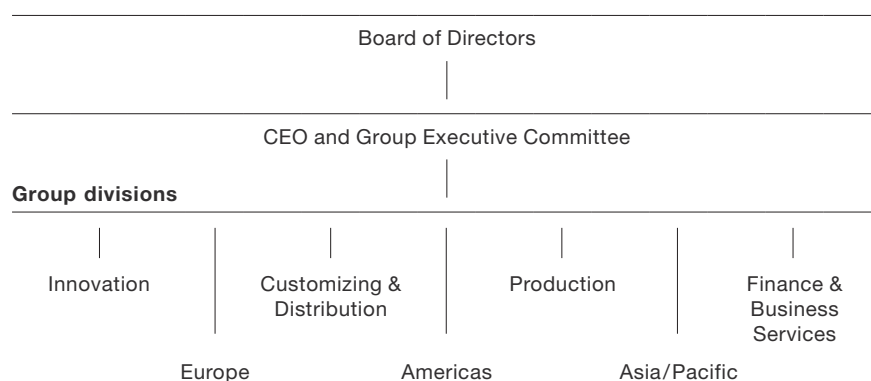 Board of Directors
CEO and Group Executive Committee
Group divisions
Innovation
Customizing &
Distribution
Production
Finance &
Business
Services
Europe
Americas
Asia/Pacific